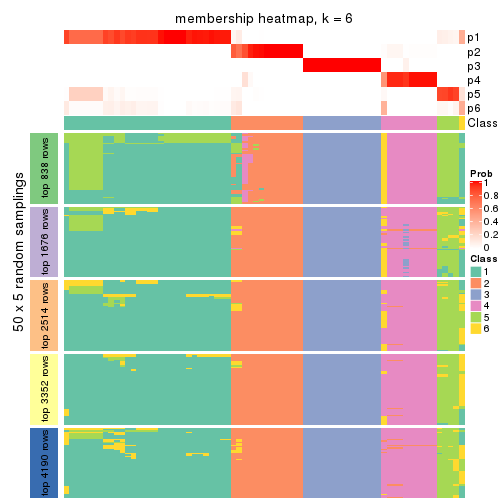 membership heatmap, k = 6
p1
p2
p3
p4
p5
p6
Class
50 x 5 random samplings
top 838 rows
top 1676 rows
top 2514 rows
top 3352 rows
top 4190 rows
Prob
1
0.8
0.6
0.4
0.2
0
Class
1
2
3
4
5
6